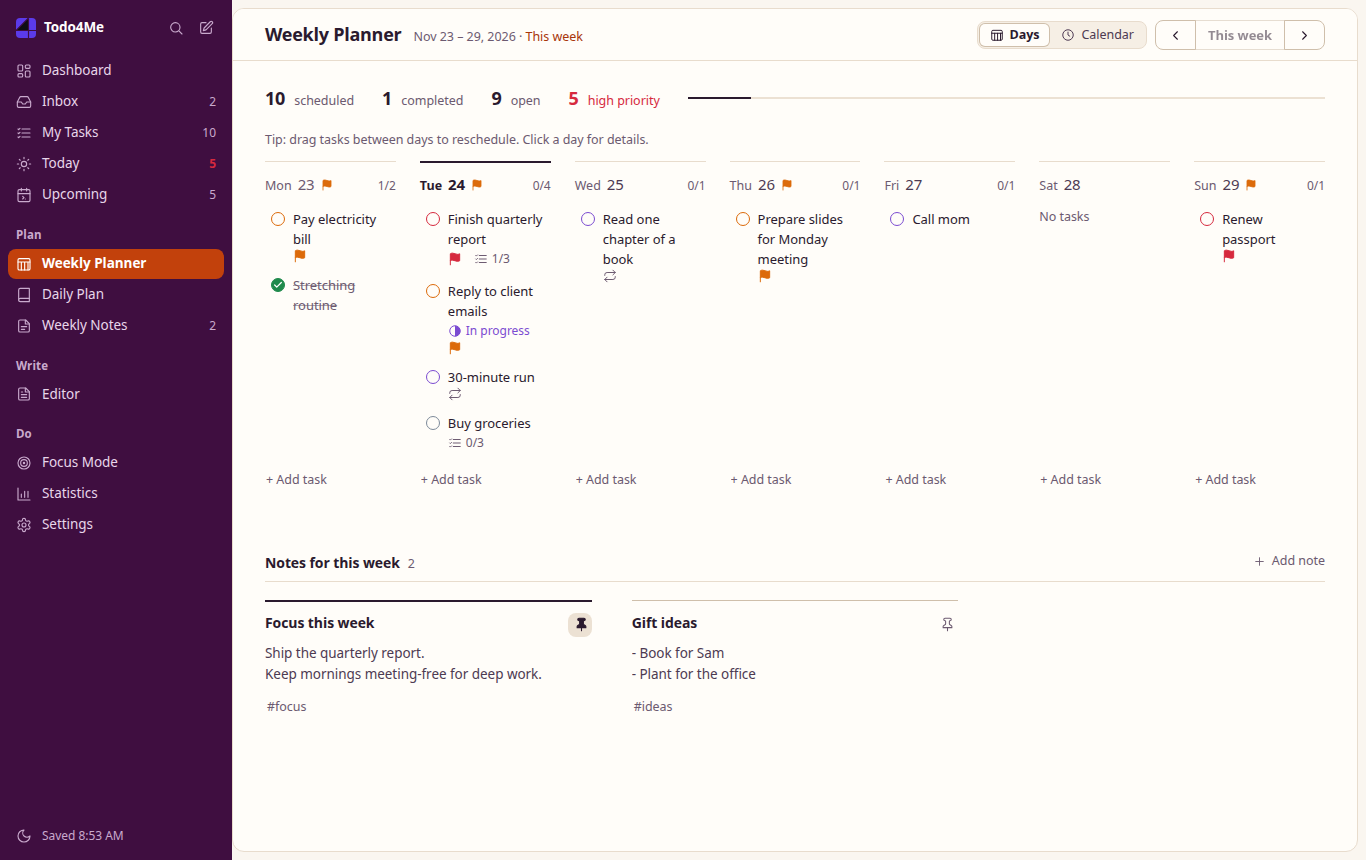 Todo4Me
Dashboard
Inbox 2
My Tasks 10
Today 5
Upcoming 5
Plan
Weekly Planner
Daily Plan
Weekly Notes 2
Write
Editor
Do
Focus Mode
Statistics
Settings
Saved 8:53 AM
Weekly Planner Nov 23 – 29, 2026 · This week
Days Calendar This week
10 scheduled 1 completed 9 open 5 high priority
Tip: drag tasks between days to reschedule. Click a day for details.
Mon 23 1/2
Pay electricity
bill
Stretching
routine
+ Add task
Tue 24 0/4
Finish quarterly
report
1/3
Reply to client
emails
In progress
30-minute run
Buy groceries
0/3
+ Add task
Wed 25 0/1
Read one
chapter of a
book
+ Add task
Thu 26 0/1
Prepare slides
for Monday
meeting
+ Add task
Fri 27 0/1
Call mom
+ Add task
Sat 28
No tasks
+ Add task
Sun 29 0/1
Renew
passport
+ Add task
Notes for this week 2
+ Add note
Focus this week
Ship the quarterly report.
Keep mornings meeting-free for deep work.
#focus
Gift ideas
- Book for Sam
- Plant for the office
#ideas